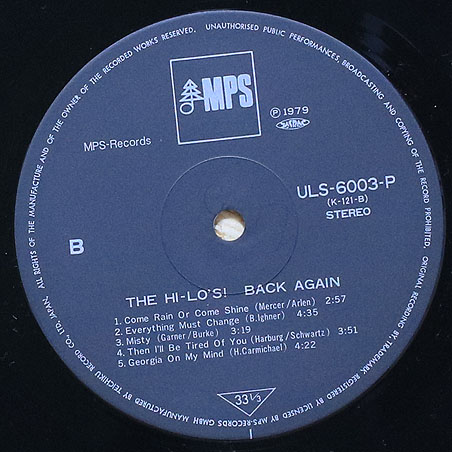 ALL RIGHTS OF THE MANUFACTURE AND OF THE OWNER OF THE RECORDED WORKS RESERVED. UNAUTHORISED PUBLIC PERFORMANCES, BROADCASTING AND COPYING OF THE RECORD PROHIBITED.
MPS
Ⓟ 1979
MPS-Records
ULS-6003-P
(K-121-B)
STEREO
B
THE HI-LO'S! BACK AGAIN
1. Come Rain Or Come Shine (Mercer/Arlen) 2:57
2. Everything Must Change (B.Ighner) 4:35
3. Misty (Garner/Burke) 3:19
4. Then I'll Be Tired Of You (Harburg/Schwartz) 3:51
5. Georgia On My Mind (H.Carmichael) 4:22
33 1/3
MANUFACTURED BY TEICHIKU RECORD CO., LTD., JAPAN.
ORIGINAL RECORDING BY MPS RECORDS GMBH
TRADEMARK, REGISTERED BY LICENSED BY